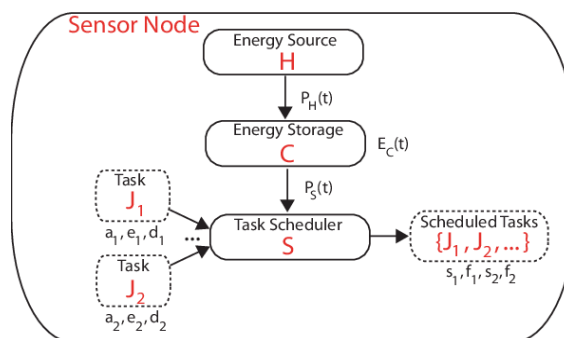 Sensor Node
Energy Source
H
P_H(t)
Energy Storage
C
E_C(t)
P_S(t)
Task
J_1
a_1, e_1, d_1
...
Task
J_2
a_2, e_2, d_2
Task Scheduler
S
Scheduled Tasks
{J_1, J_2, ...}
s_1, f_1, s_2, f_2